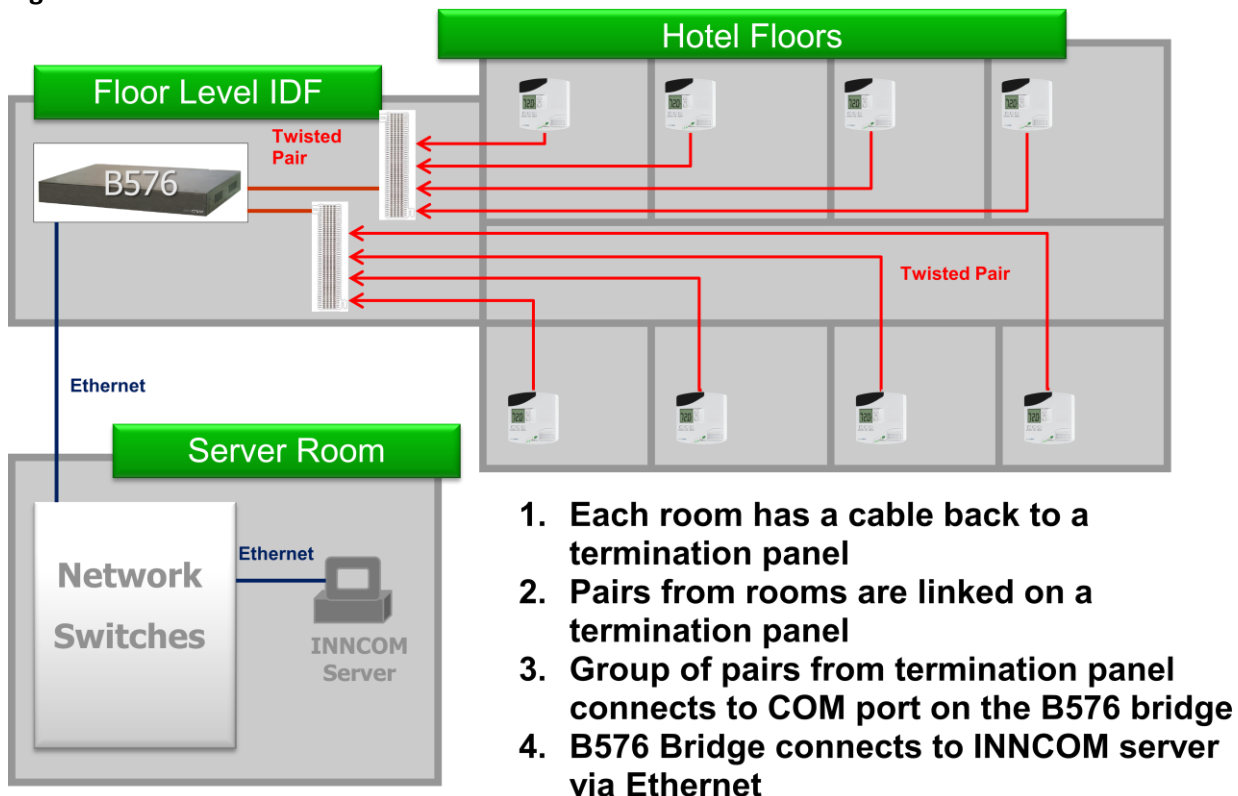 Hotel Floors
Floor Level IDF
Twisted
Pair
B576
Twisted Pair
Ethernet
Server Room
Network
Switches
Ethernet
INNCOM
Server
1. Each room has a cable back to a
termination panel
2. Pairs from rooms are linked on a
termination panel
3. Group of pairs from termination panel
connects to COM port on the B576 bridge
4. B576 Bridge connects to INNCOM server
via Ethernet